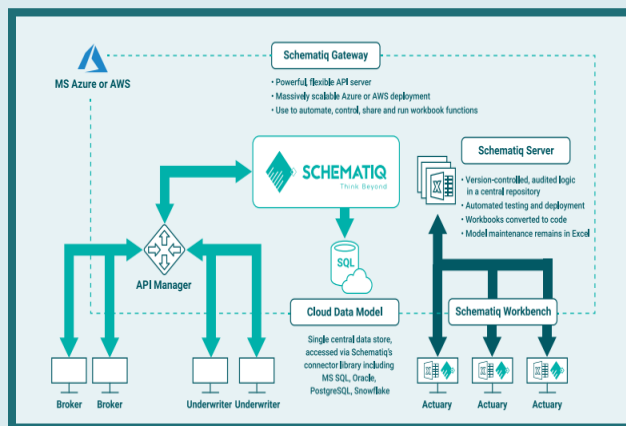 Schematiq Gateway
MS Azure or AWS
• Powerful, flexible API server
• Massively scalable Azure or AWS deployment
• Use to automate, control, share and run workbook functions
SCHEMATIQ
Think Beyond
Schematiq Server
• Version-controlled, audited logic
in a central repository
• Automated testing and deployment
• Workbooks converted to code
• Model maintenance remains in Excel
API Manager
SQL
Cloud Data Model
Single central data store,
accessed via Schematiq's
connector library including
MS SQL, Oracle,
PostgreSQL, Snowflake
Schematiq Workbench
Broker
Broker
Underwriter
Underwriter
Actuary
Actuary
Actuary